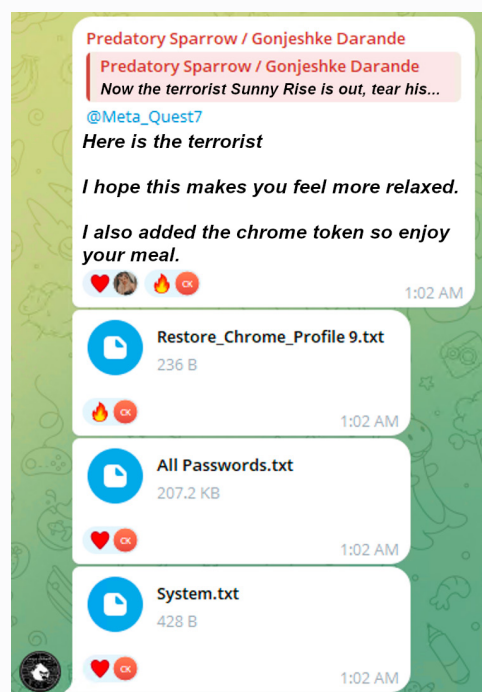 Predatory Sparrow / Gonjeshke Darande
Predatory Sparrow / Gonjeshke Darande
Now the terrorist Sunny Rise is out, tear his...
@Meta_Quest7
Here is the terrorist
I hope this makes you feel more relaxed.
I also added the chrome token so enjoy
your meal.
CK
1:02 AM
Restore_Chrome_Profile 9.txt
236 B
CK
1:02 AM
All Passwords.txt
207.2 KB
CK
1:02 AM
System.txt
428 B
CK
1:02 AM